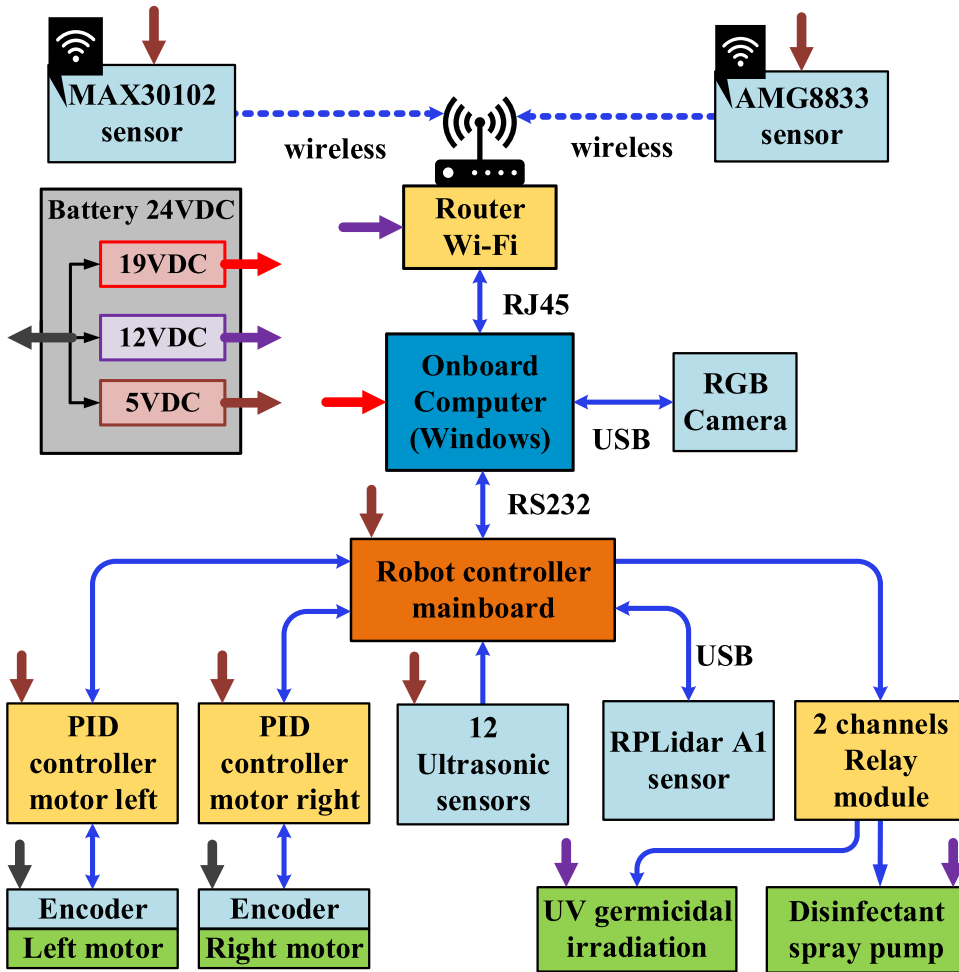 MAX30102
sensor
AMG8833
sensor
wireless
wireless
Battery 24VDC
19VDC
12VDC
5VDC
Router
Wi-Fi
RJ45
Onboard
Computer
(Windows)
RGB
Camera
USB
RS232
Robot controller
mainboard
USB
PID
controller
motor left
PID
controller
motor right
12
Ultrasonic
sensors
RPLidar A1
sensor
2 channels
Relay
module
Encoder
Left motor
Encoder
Right motor
UV germicidal
irradiation
Disinfectant
spray pump